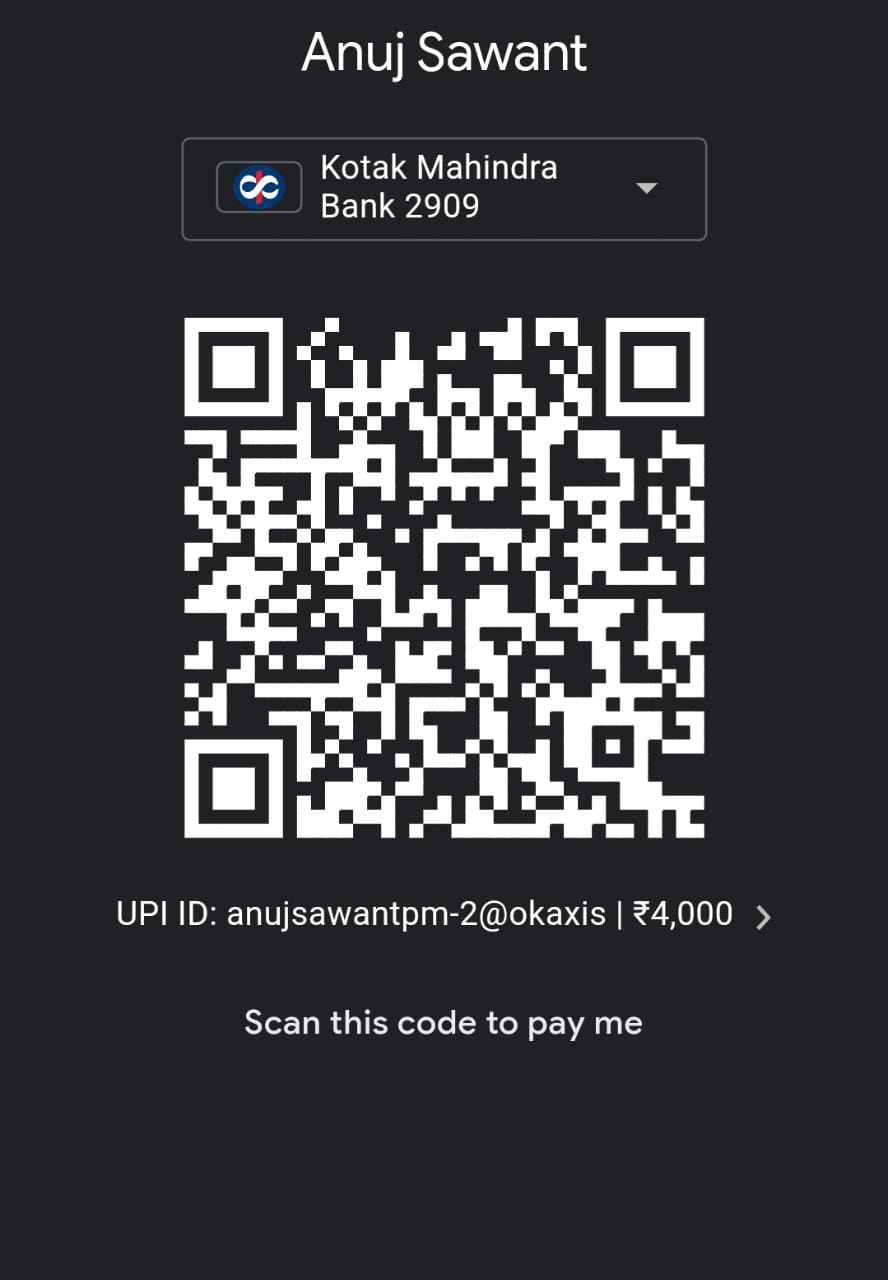 Anuj Sawant
Kotak Mahindra
Bank 2909
UPI ID: anujsawantpm-2@okaxis | ₹4,000
Scan this code to pay me